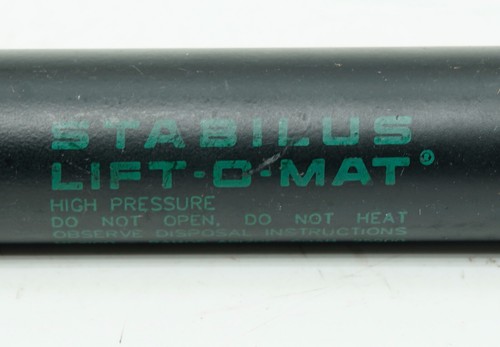 STABILUS
LIFT-O-MAT®
HIGH PRESSURE
DO NOT OPEN, DO NOT HEAT
OBSERVE DISPOSAL INSTRUCTIONS